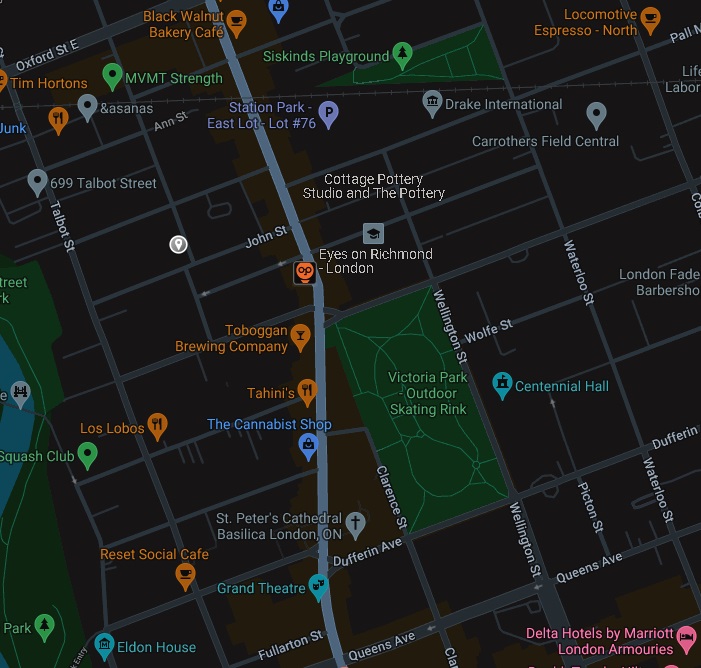 Black Walnut
Bakery Cafe
Locomotive
Espresso - North
Oxford St E
Pall M
Siskinds Playground
Tim Hortons
MVMT Strength
Life
Labor
&asanas
Station Park -
East Lot - Lot #76
Drake International
Junk
Ann St
Carrothers Field Central
699 Talbot Street
Cottage Pottery
Studio and The Pottery
Talbot St
Colb
John St
Eyes on Richmond
- London
Waterloo St
London Fade
Barbersho
treet
rk
Wellington St
Toboggan
Brewing Company
Wolfe St
Victoria Park
- Outdoor
Skating Rink
Centennial Hall
Tahini's
e
Los Lobos
The Cannabist Shop
Dufferin
Squash Club
Clarence St
Picton St
Waterloo St
St. Peter's Cathedral
Basilica London, ON
Wellington St
Dufferin Ave
Reset Social Cafe
Queens Ave
Grand Theatre
Park
Eldon House
Fullarton St
Queens Ave
Delta Hotels by Marriott
London Armouries
k Entry
Clar